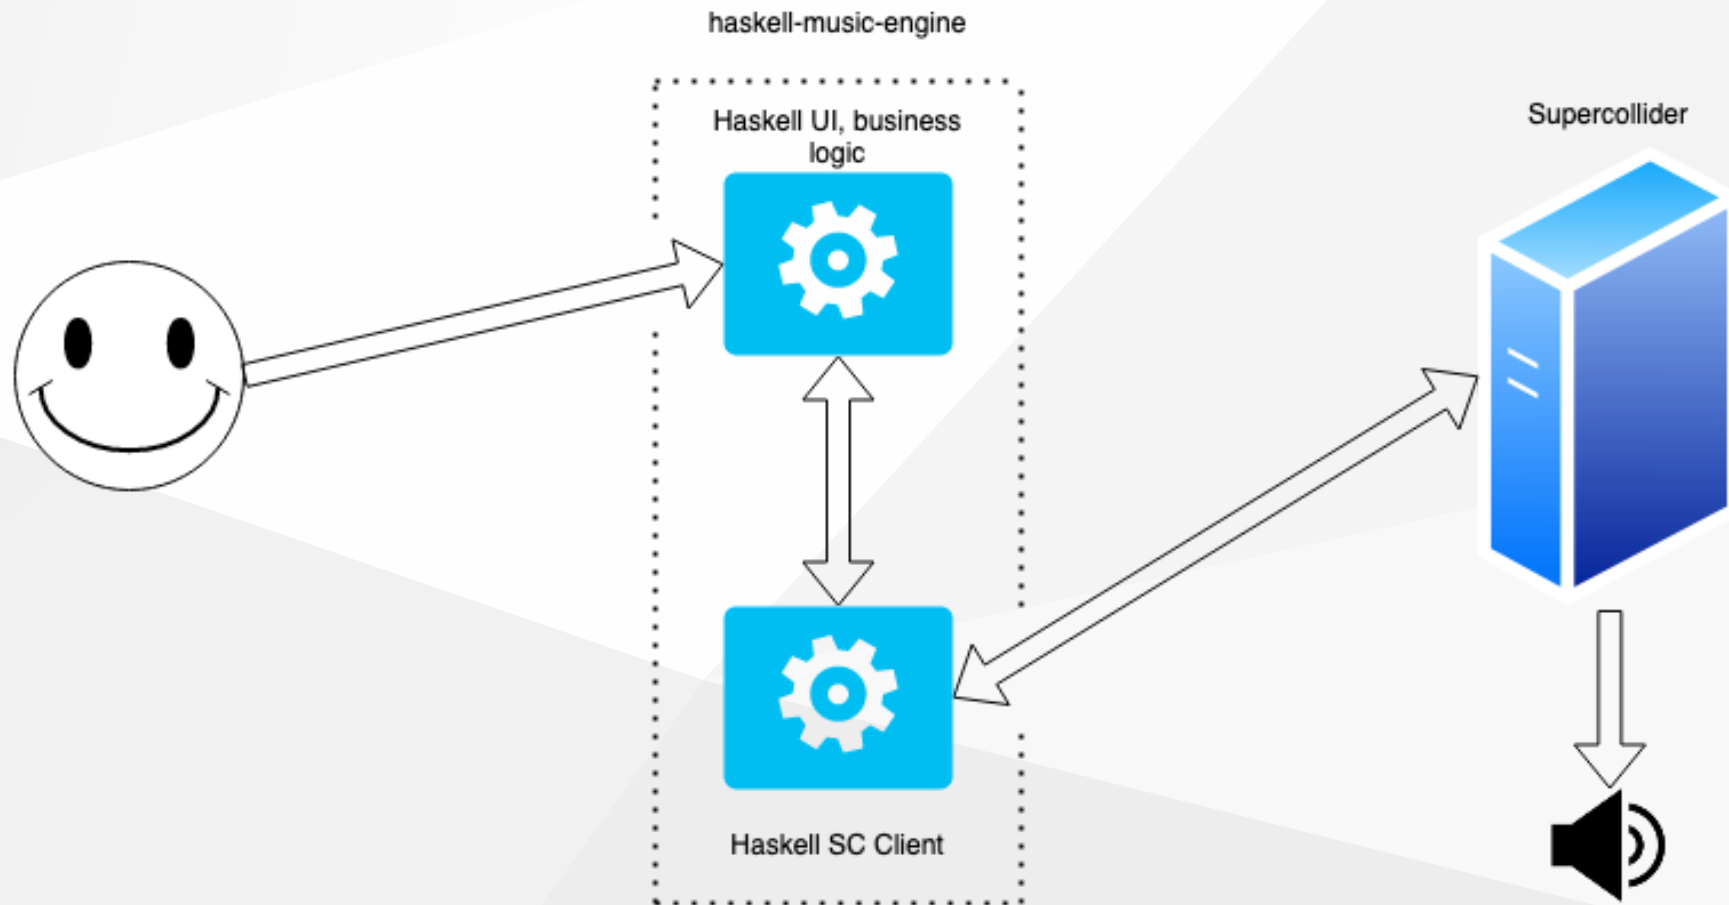 haskell-music-engine
Haskell UI, business
logic
Supercollider
Haskell SC Client